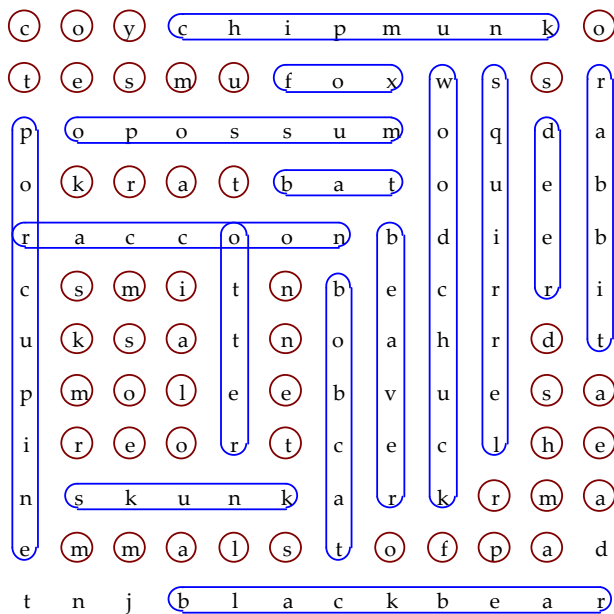 c o y c h i p m u n k o
t e s m u f o x w s s r
p o p o s s u m o q d a
o k r a t b a t o u e b
r a c c o o n b d i e b
c s m i t n b e c r r i
u k s a t n o a h r d t
p m o l e e b v u e s a
i r e o r t c e c l h e
n s k u n k a r k r m a
e m m a l s t o f p a d
t n j b l a c k b e a r